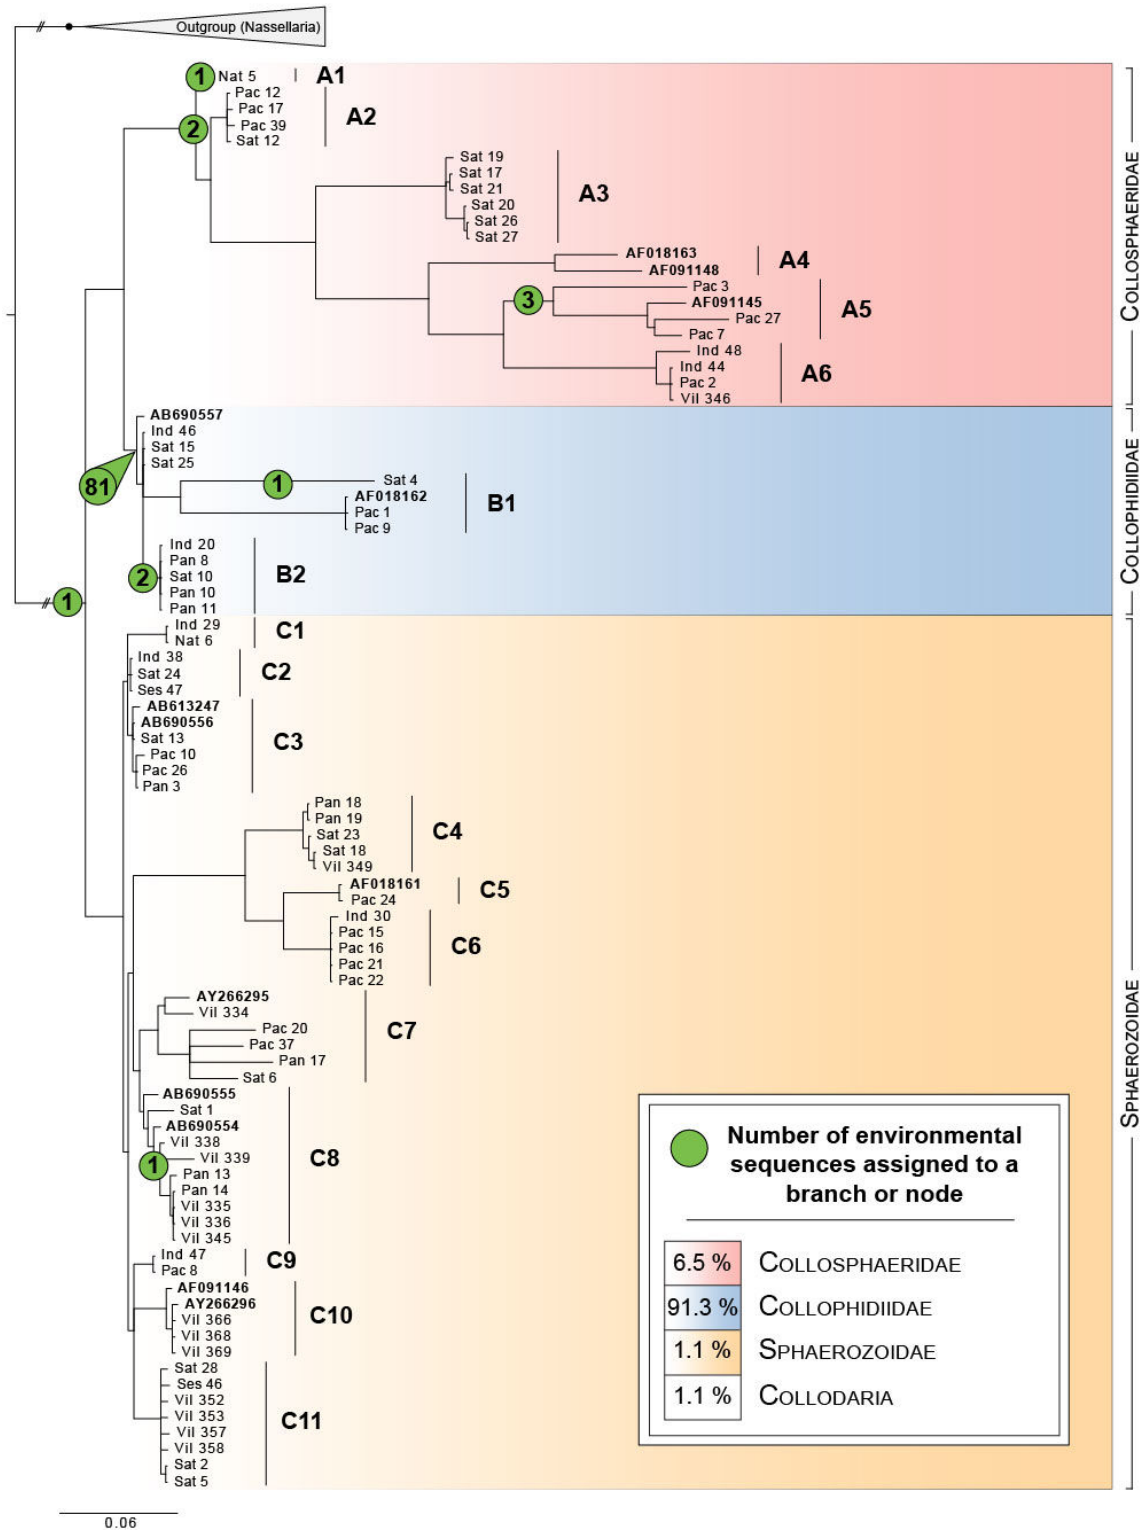 Outgroup (Nassellaria)
1
Nat 5
A1
Pac 12
Pac 17
Pac 39
Sat 12
A2
2
Sat 19
Sat 17
Sat 21
Sat 20
Sat 26
Sat 27
A3
AF018163
AF091148
A4
3
Pac 3
AF091145
Pac 27
Pac 7
A5
Ind 48
Ind 44
Pac 2
Vil 346
A6
COLLOSPHAERIDAE
AB690557
Ind 46
Sat 15
Sat 25
81
1
Sat 4
AF018162
Pac 1
Pac 9
B1
Ind 20
Pan 8
Sat 10
Pan 10
Pan 11
B2
2
1
COLLOPHIDIIDAE
Ind 29
Nat 6
C1
Ind 38
Sat 24
Ses 47
C2
AB613247
AB690556
Sat 13
Pac 10
Pac 26
Pan 3
C3
Pan 18
Pan 19
Sat 23
Sat 18
Vil 349
C4
AF018161
Pac 24
C5
Ind 30
Pac 15
Pac 16
Pac 21
Pac 22
C6
AY266295
Vil 334
Pac 20
Pac 37
Pan 17
Sat 6
C7
AB690555
Sat 1
AB690554
Vil 338
Vil 339
1
Pan 13
Pan 14
Vil 335
Vil 336
Vil 345
C8
Ind 47
Pac 8
C9
AF091146
AY266296
Vil 366
Vil 368
Vil 369
C10
Sat 28
Ses 46
Vil 352
Vil 353
Vil 357
Vil 358
Sat 2
Sat 5
C11
SPHAEROZOIDAE
Number of environmental
sequences assigned to a
branch or node
6.5 % COLLOSPHAERIDAE
91.3 % COLLOPHIDIIDAE
1.1 % SPHAEROZOIDAE
1.1 % COLLODARIA
0.06